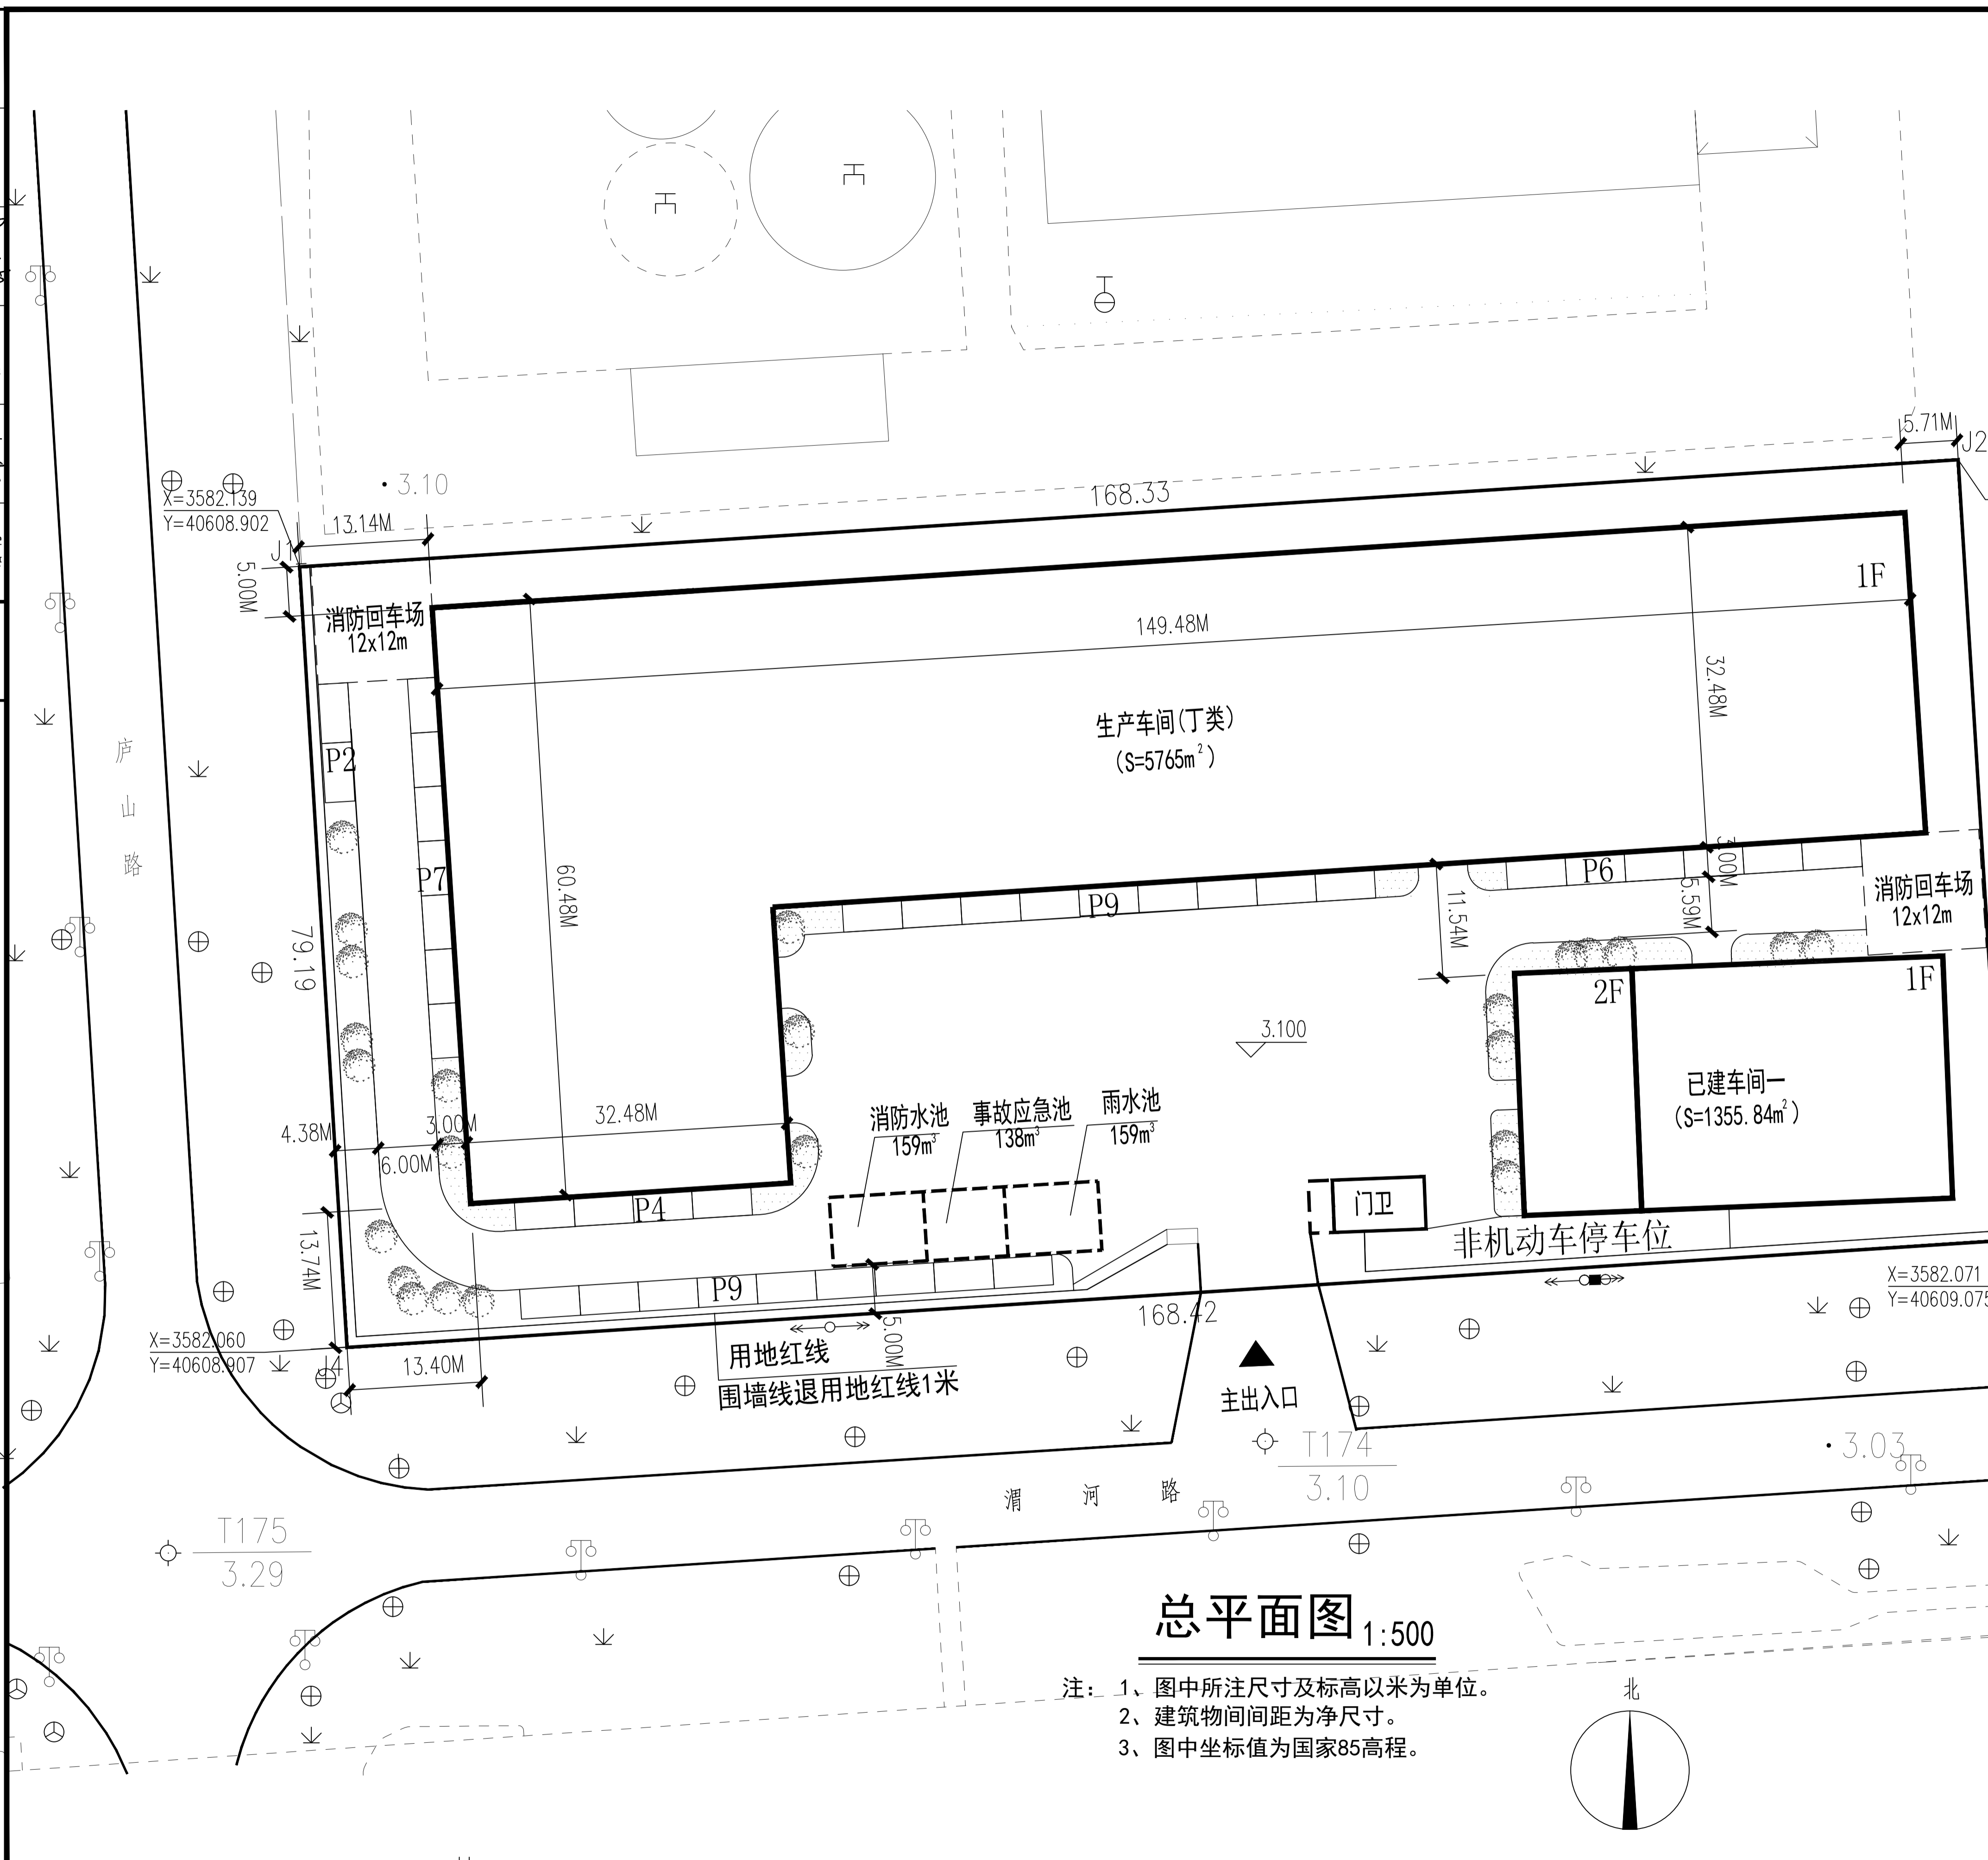 5.71M
J2
168.33
3.10
X=3582.139
Y=40608.902
13.14M
J1
5.00M
消防回车场
12x12m
1F
149.48M
32.48M
生产车间(丁类)
(S=5765m²)
庐
山
路
P2
P7
60.48M
79.19
P9
P6
3.00M
5.59M
11.54M
消防回车场
12x12m
2F
1F
3.100
已建车间一
(S=1355.84m²)
消防水池
159m³
事故应急池
138m³
雨水池
159m³
4.38M
3.00M
32.48M
6.00M
P4
门卫
非机动车停车位
13.74M
P9
168.42
X=3582.071
Y=40609.075
X=3582.060
Y=40608.907
J4
13.40M
5.00M
用地红线
围墙线退用地红线1米
主出入口
T174
3.10
3.03
渭河路
T175
3.29
总平面图 1:500
注： 1、图中所注尺寸及标高以米为单位。
2、建筑物间间距为净尺寸。
3、图中坐标值为国家85高程。
北